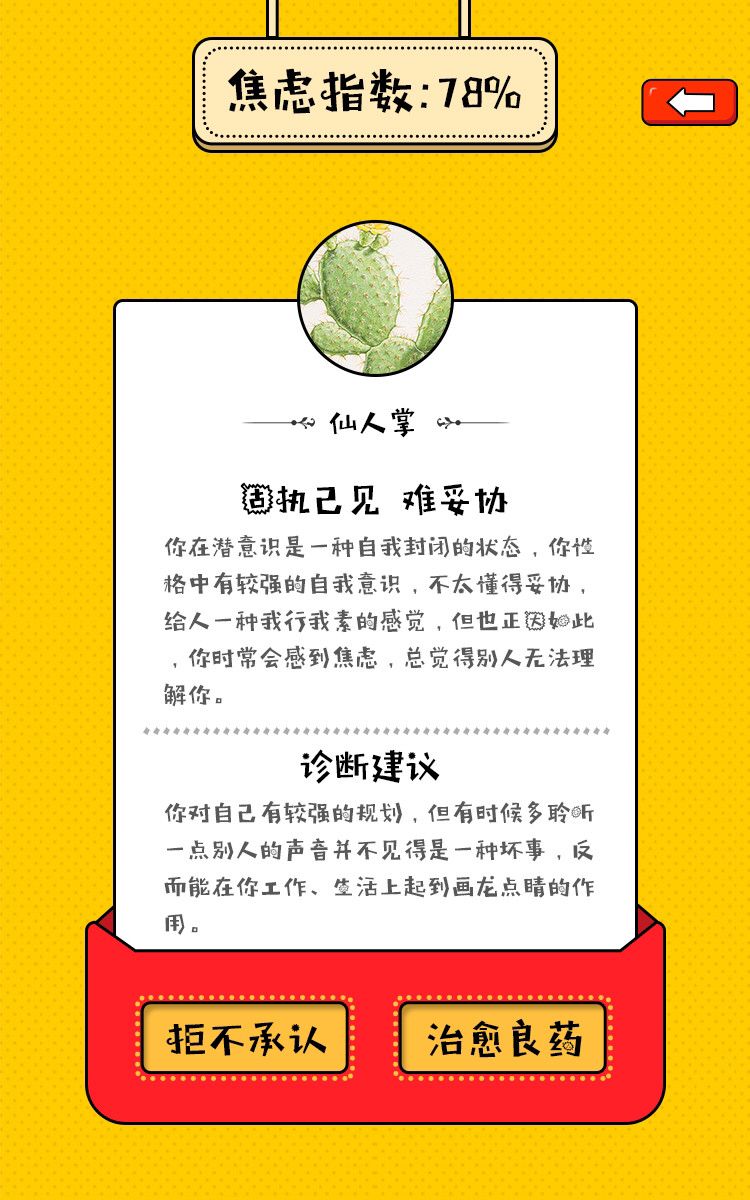 焦虑指数:78%
仙人掌
固执己见 难妥协
你在潜意识是一种自我封闭的状态，你性
格中有较强的自我意识，不太懂得妥协，
给人一种我行我素的感觉，但也正因如此
，你时常会感到焦虑，总觉得别人无法理
解你。
诊断建议
你对自己有较强的规划，但有时候多聆听
一点别人的声音并不见得是一种坏事，反
而能在你工作、生活上起到画龙点睛的作
用。
拒不承认
治愈良药